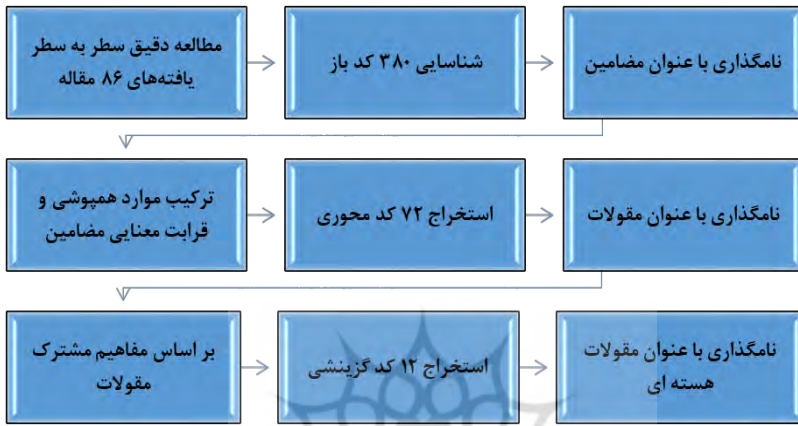 مطالعه دقیق سطر به سطر
یافته‌های ۸۶ مقاله
شناسایی ۳۸۰ کد باز
نامگذاری با عنوان مضامین
ترکیب موارد همپوشی و
قرابت معنایی مضامین
استخراج ۷۲ کد محوری
نامگذاری با عنوان مقولات
بر اساس مفاهیم مشترک
مقولات
استخراج ۱۲ کد گزینشی
نامگذاری با عنوان مقولات
هسته ای